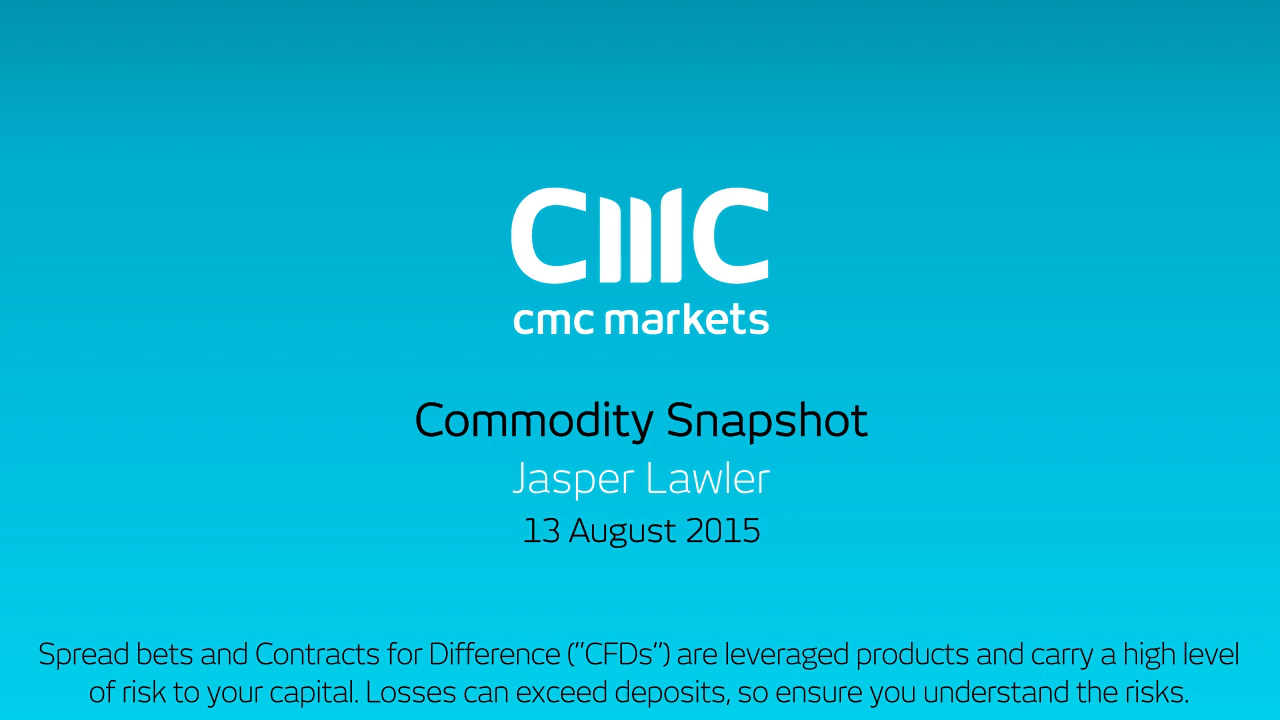 CMC
cmc markets
Commodity Snapshot
Jasper Lawler
13 August 2015
Spread bets and Contracts for Difference (“CFDs”) are leveraged products and carry a high level
of risk to your capital. Losses can exceed deposits, so ensure you understand the risks.